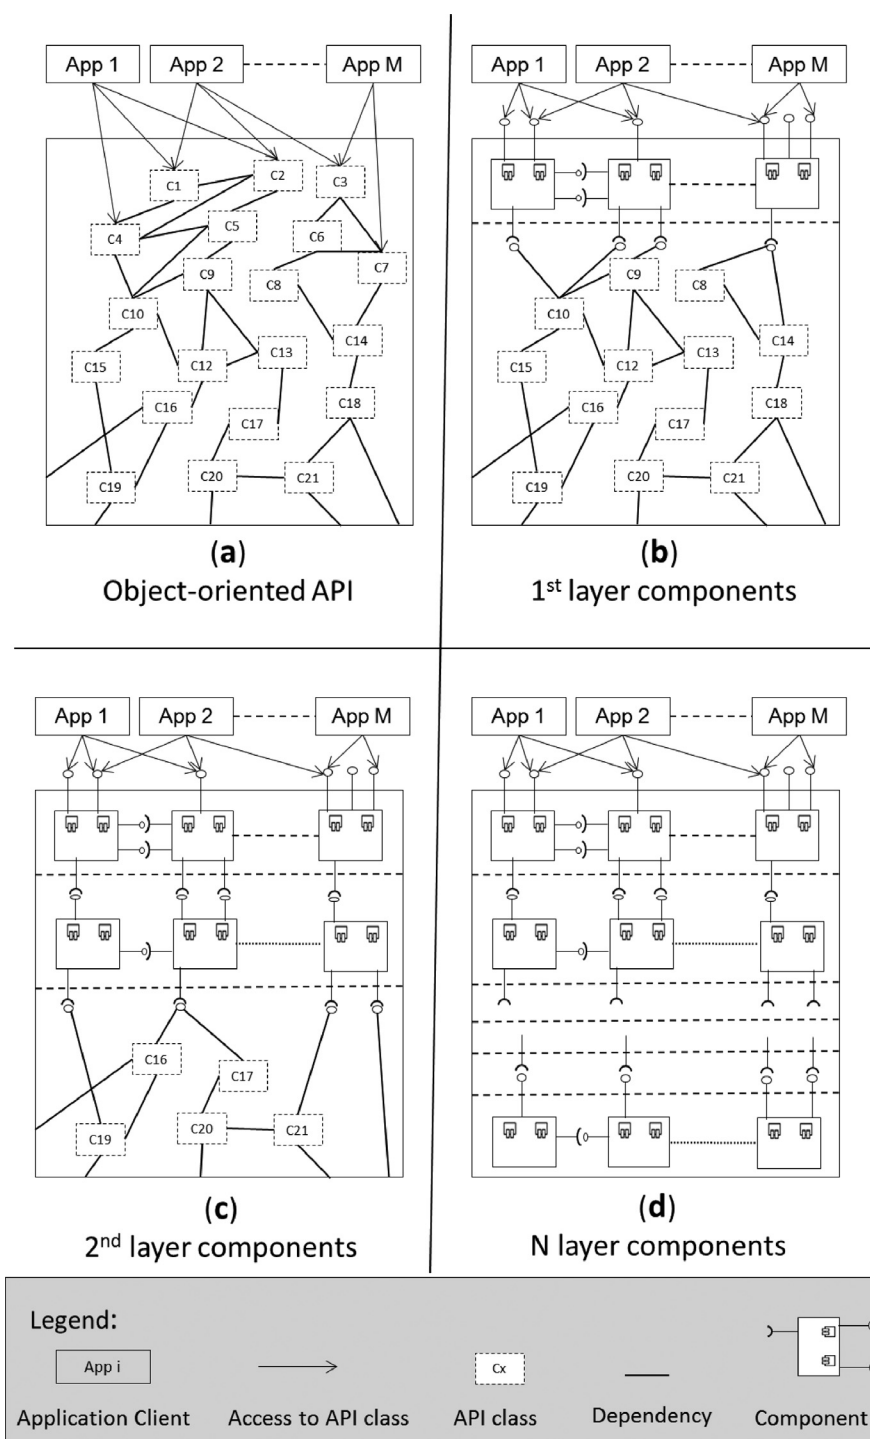 App 1 App 2 App M
C1 C2 C3
C4 C5 C6
C7
C8 C9
C10
C12 C13 C14
C15
C16 C17 C18
C19 C20 C21
(a)
Object-oriented API
App 1 App 2 App M
C8 C9
C10
C12 C13 C14
C15
C16 C17 C18
C19 C20 C21
(b)
1st layer components
App 1 App 2 App M
C16 C17
C19 C20 C21
(c)
2nd layer components
App 1 App 2 App M
(d)
N layer components
Legend:
App i Cx
Application Client Access to API class API class Dependency Component